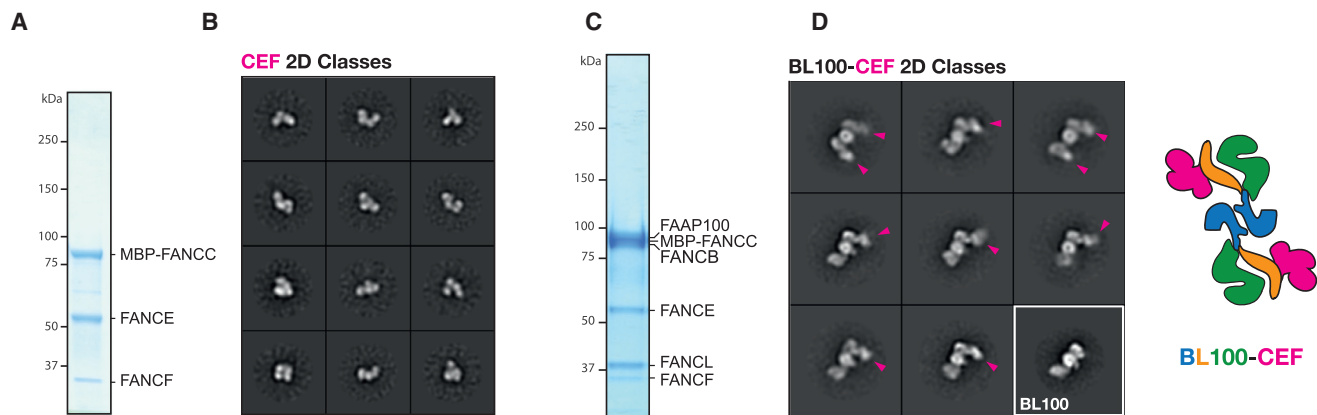 A
B
C
D
CEF 2D Classes
BL100-CEF 2D Classes
kDa
250
150
100
75
50
37
MBP-FANCC
FANCE
FANCF
kDa
250
150
100
75
50
37
FAAP100
MBP-FANCC
FANCB
FANCE
FANCL
FANCF
BL100
BL100-CEF